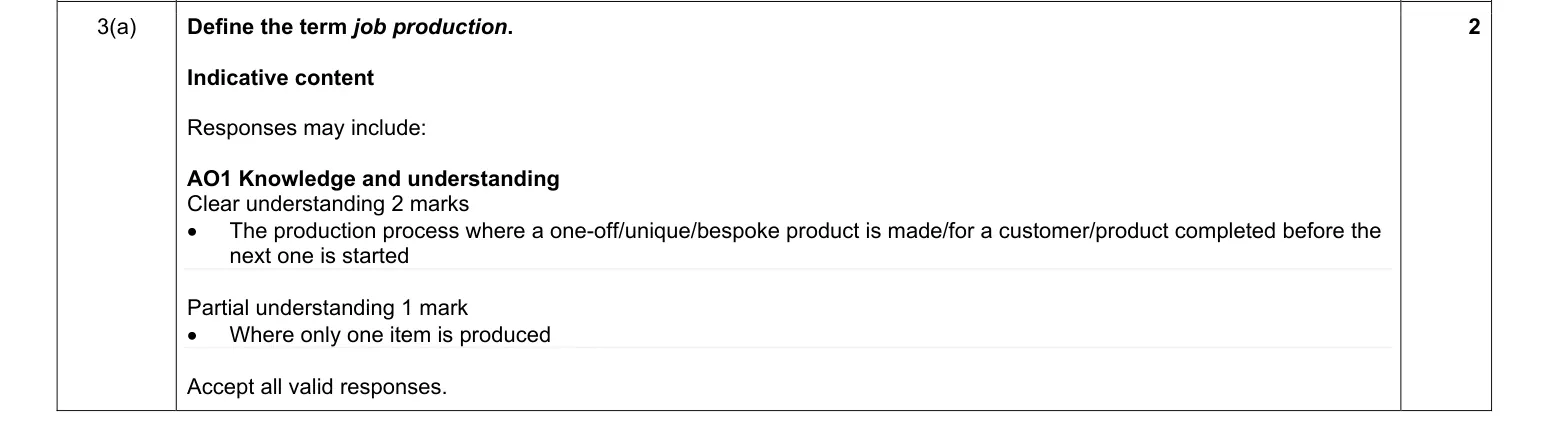 3(a) Define the term job production. 2
Indicative content
Responses may include:
AO1 Knowledge and understanding
Clear understanding 2 marks
• The production process where a one-off/unique/bespoke product is made/for a customer/product completed before the
next one is started
Partial understanding 1 mark
• Where only one item is produced
Accept all valid responses.